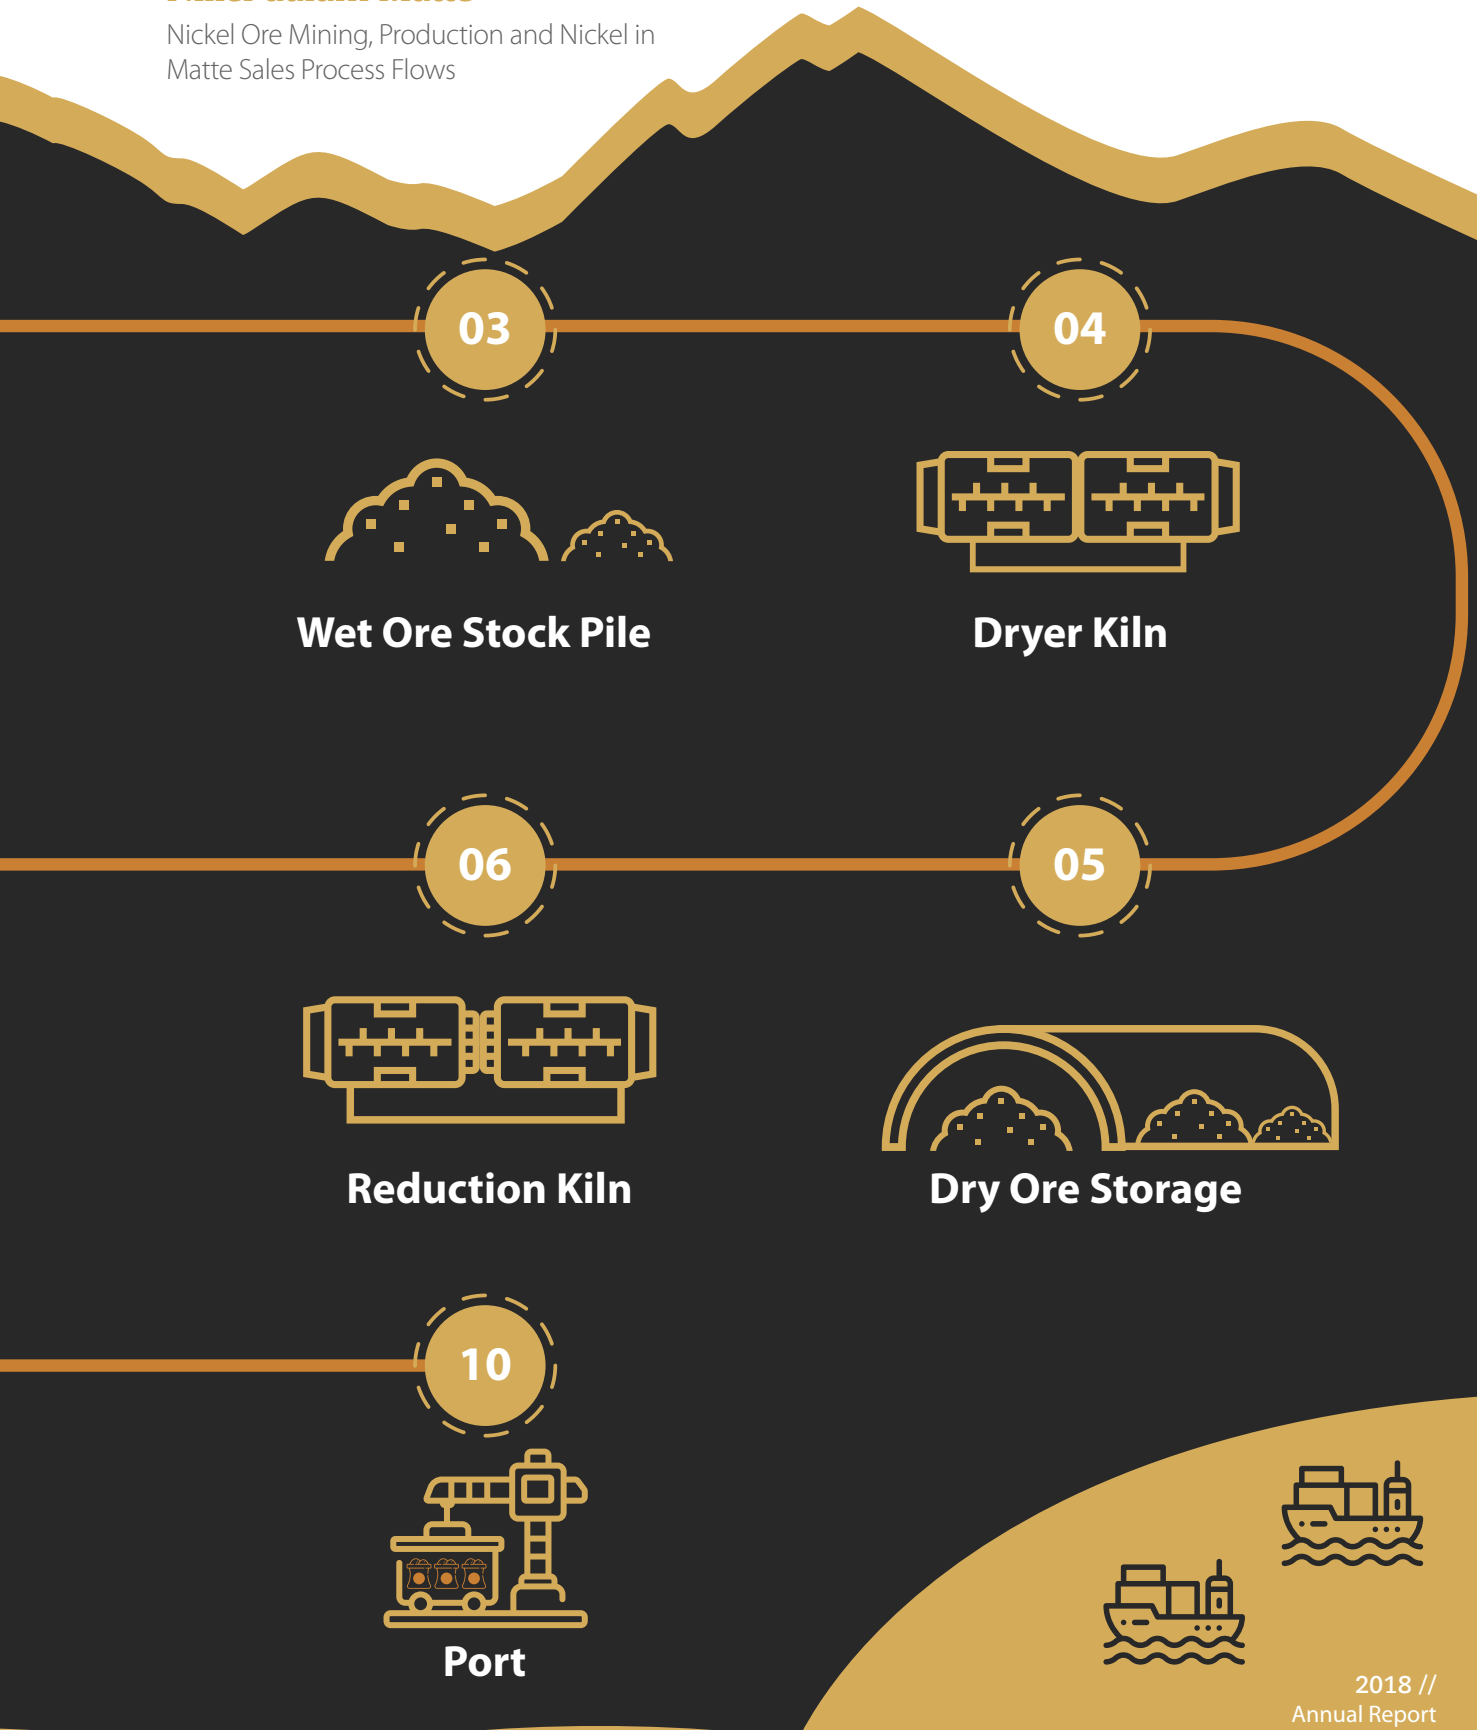 Nickel Ore Mining, Production and Nickel in
Matte Sales Process Flows
03
04
Wet Ore Stock Pile
Dryer Kiln
06
05
Reduction Kiln
Dry Ore Storage
10
Port
2018 //
Annual Report